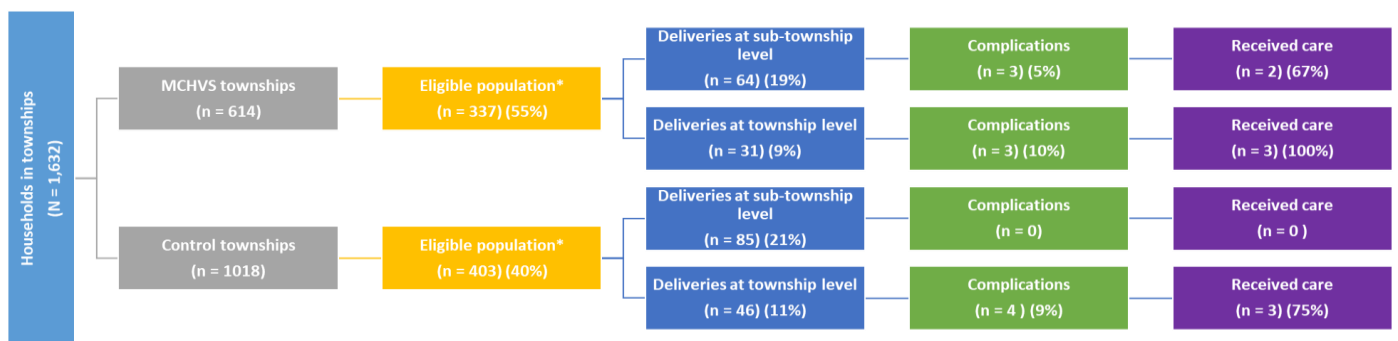 Households in townships
(N = 1,632)
MCHVS townships
(n = 614)
Eligible population*
(n = 337) (55%)
Deliveries at sub-township
level
(n = 64) (19%)
Complications
(n = 3) (5%)
Received care
(n = 2) (67%)
Deliveries at township level
(n = 31) (9%)
Complications
(n = 3) (10%)
Received care
(n = 3) (100%)
Control townships
(n = 1018)
Eligible population*
(n = 403) (40%)
Deliveries at sub-township
level
(n = 85) (21%)
Complications
(n = 0)
Received care
(n = 0 )
Deliveries at township level
(n = 46) (11%)
Complications
(n = 4 ) (9%)
Received care
(n = 3) (75%)